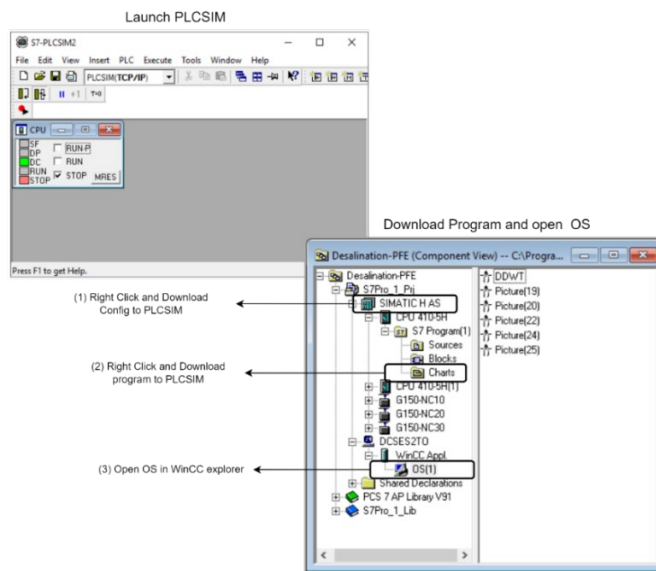 Launch PLCSIM
S7-PLCSIM2
File Edit View Insert PLC Execute Tools Window Help
PLCSIM(TCP/IP)
+1 T=0
CPU
SF
DP
DC
RUN
STOP
RUN-P
RUN
STOP
MRES
Press F1 to get Help.
Download Program and open OS
Desalination-PFE (Component View) -- C:\Progra...
Desalination-PFE
S7Pro_1_Prj
SIMATIC H AS
CPU 410-5H
S7 Program(1)
Sources
Blocks
Charts
CPU 410-5H(1)
G150-NC10
G150-NC20
G150-NC30
DCSES2TO
WinCC Appl.
OS(1)
Shared Declarations
PCS 7 AP Library V91
S7Pro_1_Lib
DDWT
Picture(19)
Picture(20)
Picture(22)
Picture(24)
Picture(25)
(1) Right Click and Download
Config to PLCSIM
(2) Right Click and Download
program to PLCSIM
(3) Open OS in WinCC explorer